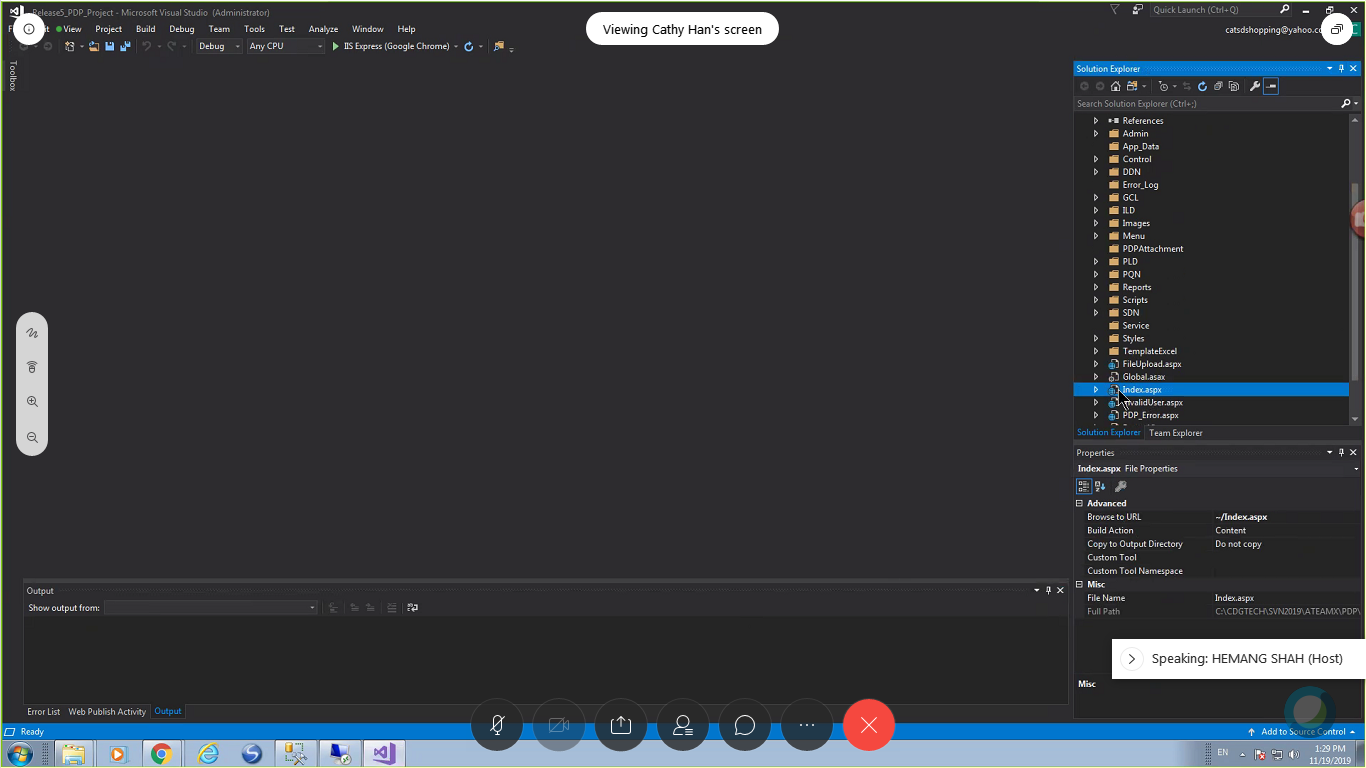 Release5_PDP_Project - Microsoft Visual Studio (Administrator)
Quick Launch (Ctrl+Q)
View Project Build Debug Team Tools Test Analyze Window Help
Viewing Cathy Han's screen
catsdshopping@yahoo.co
Debug Any CPU IIS Express (Google Chrome)
Toolbox
Solution Explorer
Search Solution Explorer (Ctrl+;)
References
Admin
App_Data
Control
DDN
Error_Log
GCL
ILD
Images
Menu
PDPAttachment
PLD
PQN
Reports
Scripts
SDN
Service
Styles
TemplateExcel
FileUpload.aspx
Global.asax
Index.aspx
InvalidUser.aspx
PDP_Error.aspx
Solution Explorer Team Explorer
Properties
Index.aspx File Properties
Advanced
Browse to URL ~/Index.aspx
Build Action Content
Copy to Output Directory Do not copy
Custom Tool
Custom Tool Namespace
Misc
File Name Index.aspx
Full Path C:\CDGTECH\SVN2019\ATEAMX\PDP\
Speaking: HEMANG SHAH (Host)
Misc
Output
Show output from:
Error List Web Publish Activity Output
Ready
Add to Source Control
EN
1:29 PM
11/19/2019